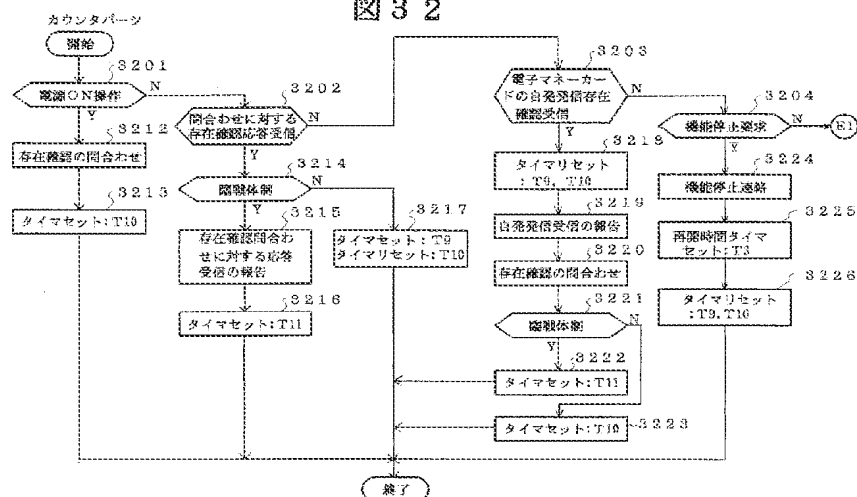 図32
カウンタパーツ
開始
3201
電源ON操作
N
Y
3212
存在確認の問合わせ
3213
タイマセット:T10
3202
問合わせに対する
存在確認応答受信
N
Y
3214
臨戦体制
N
Y
3215
存在確認問合わ
せに対する応答
受信の報告
3216
タイマセット:T11
3217
タイマセット:T9
タイマリセット:T10
3203
電子マネーカー
ドの自発発信存在
確認受信
N
Y
3218
タイマリセット
:T9,T10
3219
自発発信受信の報告
3220
存在確認の問合わせ
3221
臨戦体制
N
Y
3222
タイマセット:T11
3223
タイマセット:T10
3204
機能停止要求
N
E1
Y
3224
機能停止連絡
3225
再開時間タイマ
セット:T3
3226
タイマリセット
:T9,T10
終了